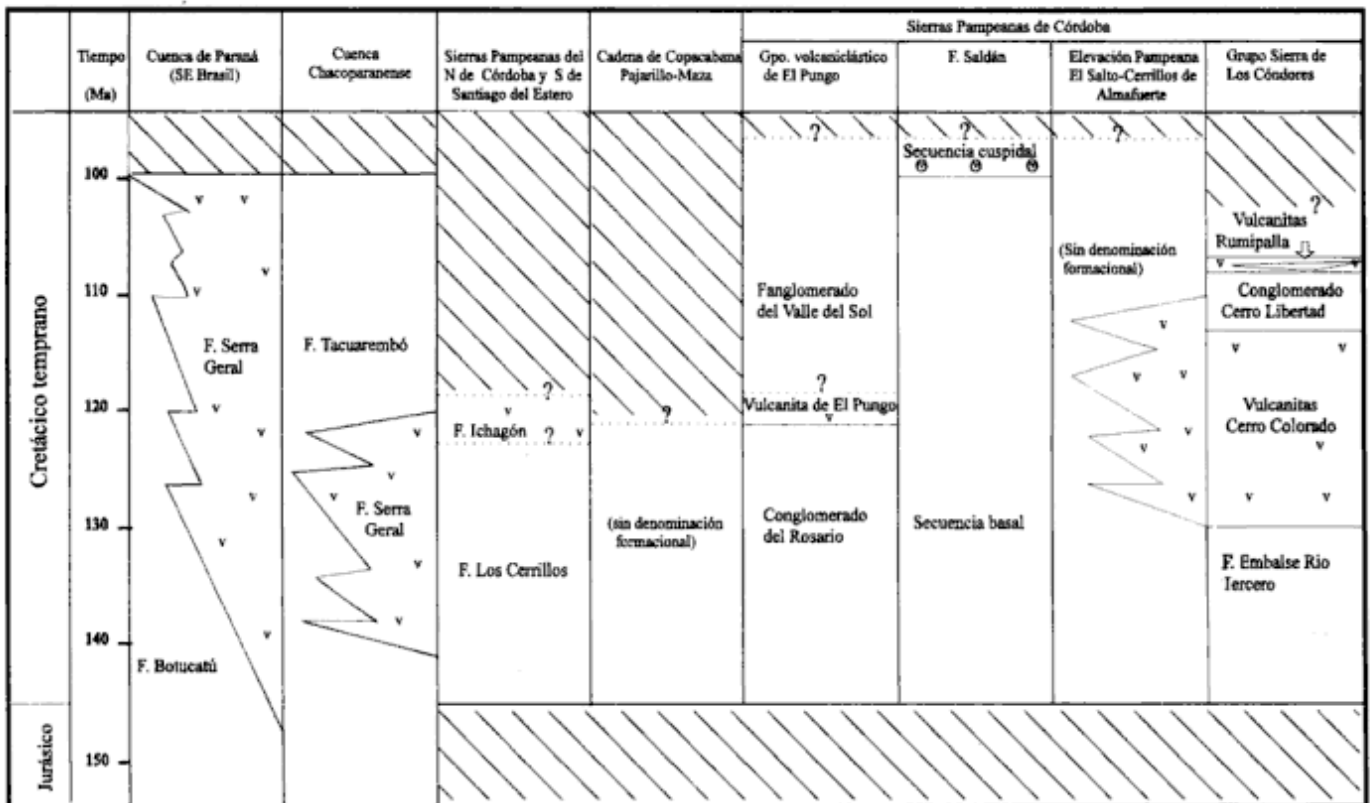 Sierras Pampeanas de Córdoba
Tiempo
(Ma)
Cuenca de Paraná
(SE Brasil)
Cuenca
Chacoparanense
Sierras Pampeanas del
N de Córdoba y S de
Santiago del Estero
Cadena de Copacabana
Pajarillo-Maza
Gpo. volcaniclástico
de El Pungo
F. Saldán
Elevación Pampeana
El Salto-Cerrillos de
Almafuerte
Grupo Sierra de
Los Cóndores
Cretácico temprano
Jurásico
100
110
120
130
140
150
v v
v
v
F. Serra
Geral
v
v
v
v
v
F. Botucatú
F. Tacuarembó
v
v
v
F. Serra
Geral
v
v
?
v
F. Ichagón ? v
F. Los Cerrillos
?
(sin denominación
formacional)
?
Fanglomerado
del Valle del Sol
?
Vulcanita de El Pungo
v
Conglomerado
del Rosario
?
Secuencia cuspidal
Secuencia basal
?
(Sin denominación
formacional)
v
v v
v
v
v
?
Vulcanitas
Rumipalla
v v
Conglomerado
Cerro Libertad
v v
Vulcanitas
Cerro Colorado
v
v v
F. Embalse Rio
Iercero